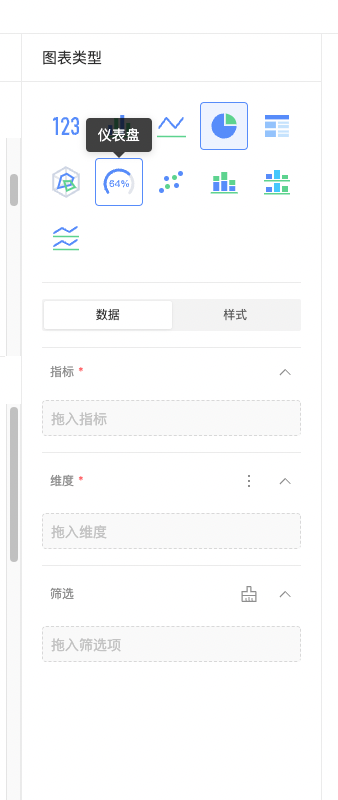 图表类型
123
仪表盘
64%
数据
样式
指标 *
拖入指标
维度 *
拖入维度
筛选
拖入筛选项